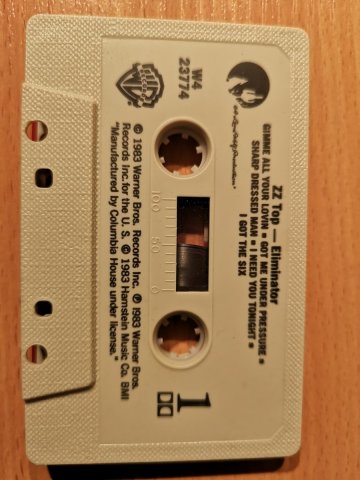 ZZ Top — Eliminator
GIMME ALL YOUR LOVIN ■ GOT ME UNDER PRESSURE ■
SHARP DRESSED MAN ■ I NEED YOU TONIGHT ■
I GOT THE SIX
W4
23774
100 50 0
1
℗ 1983 Warner Bros. Records Inc. ℗ 1983 Warner Bros.
Records Inc. for the U. S. © 1983 Hamstein Music Co. BMI
"Manufactured by Columbia House under license."